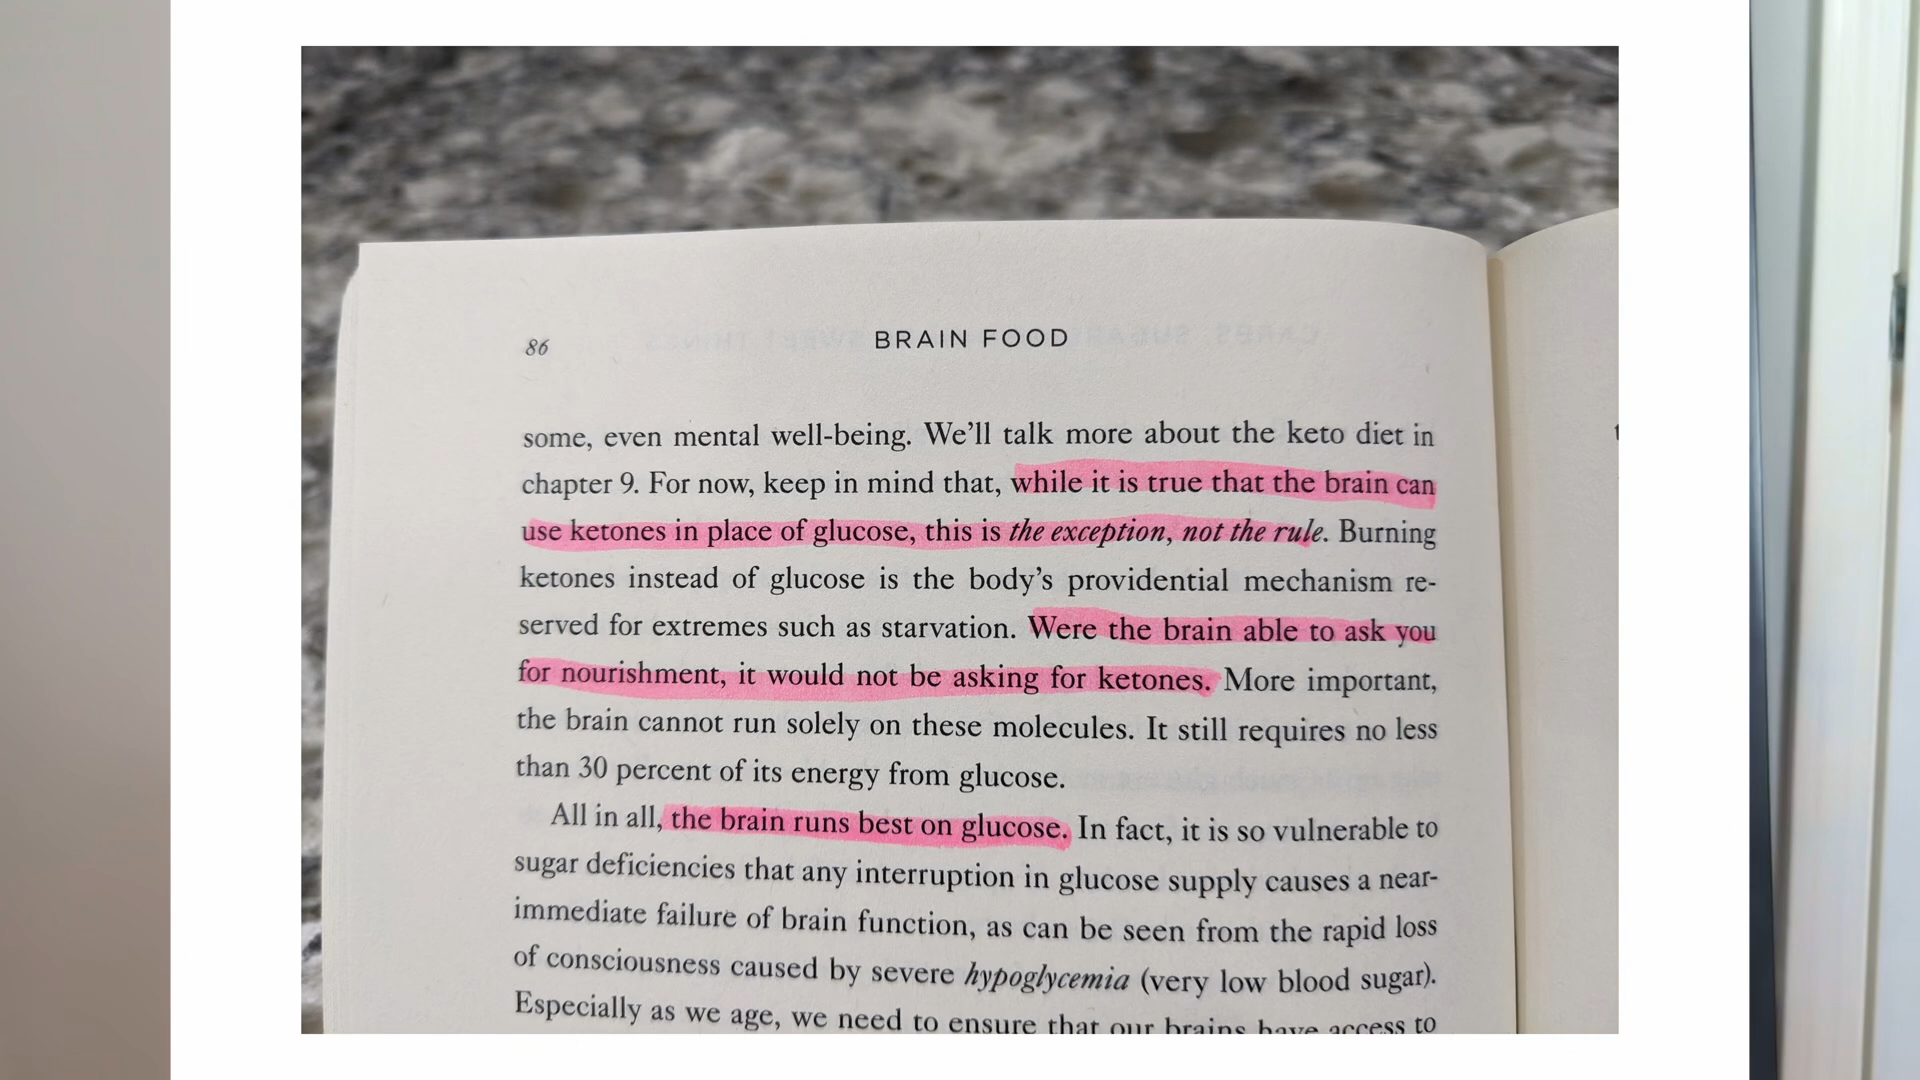 86
BRAIN FOOD
some, even mental well-being. We'll talk more about the keto diet in
chapter 9. For now, keep in mind that, while it is true that the brain can
use ketones in place of glucose, this is the exception, not the rule. Burning
ketones instead of glucose is the body's providential mechanism re-
served for extremes such as starvation. Were the brain able to ask you
for nourishment, it would not be asking for ketones. More important,
the brain cannot run solely on these molecules. It still requires no less
than 30 percent of its energy from glucose.
All in all, the brain runs best on glucose. In fact, it is so vulnerable to
sugar deficiencies that any interruption in glucose supply causes a near-
immediate failure of brain function, as can be seen from the rapid loss
of consciousness caused by severe hypoglycemia (very low blood sugar).
Especially as we age, we need to ensure that our brains have access to